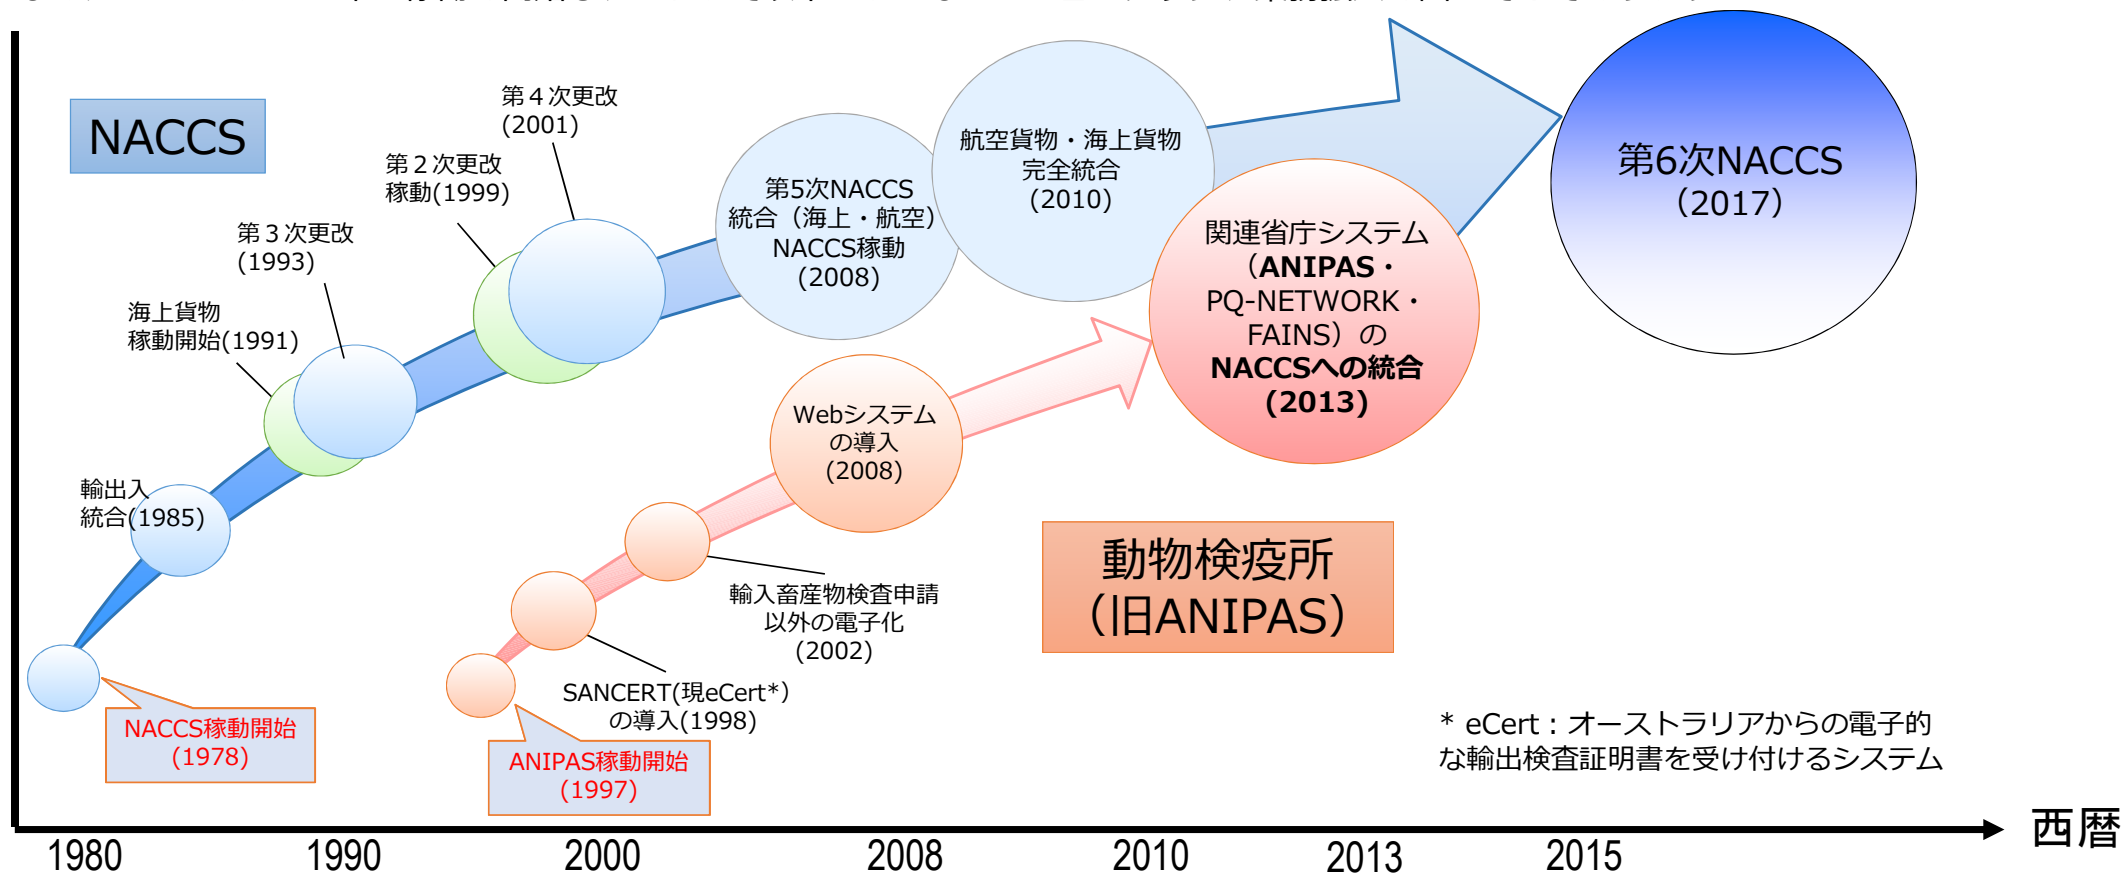 NACCS
第４次更改
(2001)
第２次更改
稼動(1999)
第３次更改
(1993)
海上貨物
稼動開始(1991)
輸出入
統合(1985)
NACCS稼動開始
(1978)
第5次NACCS
統合（海上・航空）
NACCS稼動
(2008)
航空貨物・海上貨物
完全統合
(2010)
関連省庁システム
（ANIPAS・
PQ-NETWORK・
FAINS）の
NACCSへの統合
(2013)
第6次NACCS
（2017）
Webシステム
の導入
(2008)
輸入畜産物検査申請
以外の電子化
(2002)
SANCERT(現eCert*)
の導入(1998)
ANIPAS稼動開始
(1997)
動物検疫所
（旧ANIPAS）
* eCert：オーストラリアからの電子的
な輸出検査証明書を受け付けるシステム
1980
1990
2000
2008
2010
2013
2015
西暦